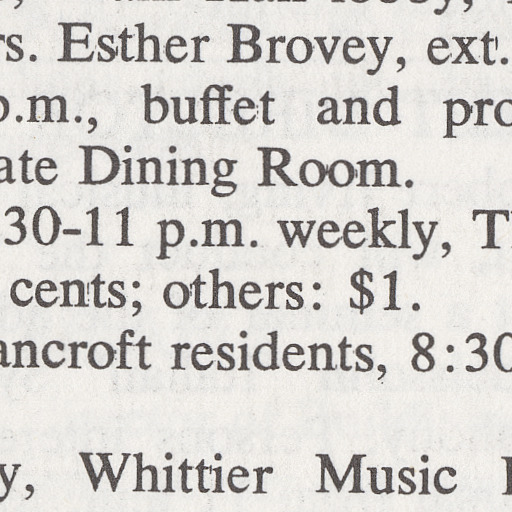 rs. Esther Brovey, ext.
p.m., buffet and pro
ate Dining Room.
30-11 p.m. weekly, T
cents; others: $1.
ancroft residents, 8:30
y, Whittier Music